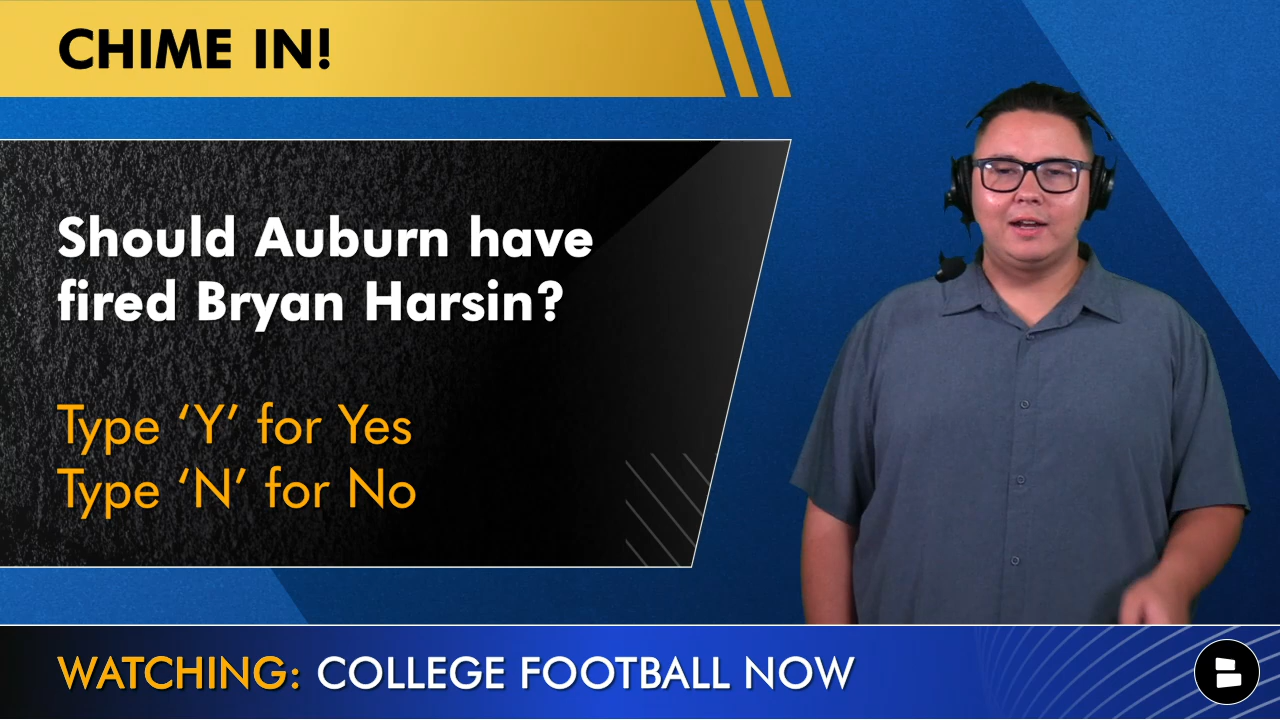 CHIME IN!
Should Auburn have
fired Bryan Harsin?
Type ‘Y’ for Yes
Type ‘N’ for No
WATCHING: COLLEGE FOOTBALL NOW